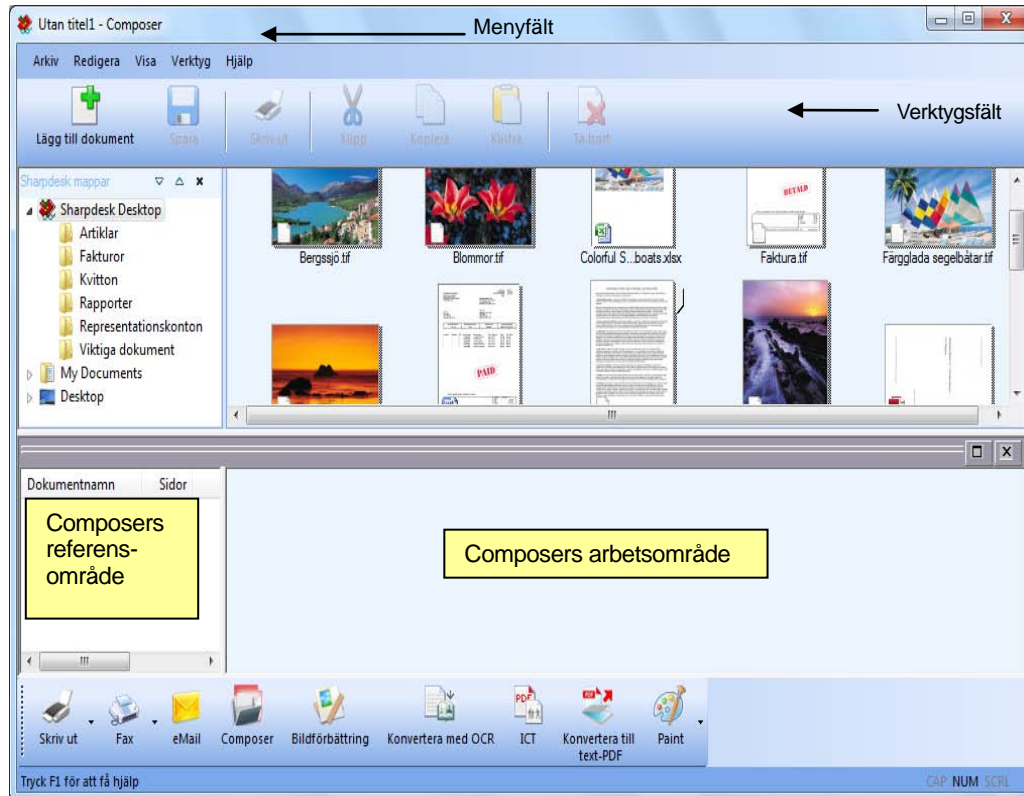 Utan titel1 - Composer
Menyfält
Arkiv Redigera Visa Verktyg Hjälp
Verktygsfält
Lägg till dokument Spara Skriv ut Klipp Kopiera Klistra Ta bort
Sharpdesk mappar
Sharpdesk Desktop
Artiklar
Fakturor
Kvitton
Rapporter
Representationskonton
Viktiga dokument
My Documents
Desktop
BETALD
Bergssjö.tif Blommor.tif Colorful S...boats.xlsx Faktura.tif Färgglada segelbåtar.tif
PAID
Dokumentnamn Sidor
Composers
referens-
område
Composers arbetsområde
PDF
Skriv ut Fax eMail Composer Bildförbättring Konvertera med OCR ICT Konvertera till
text-PDF
Paint
Tryck F1 för att få hjälp
CAP NUM SCRL